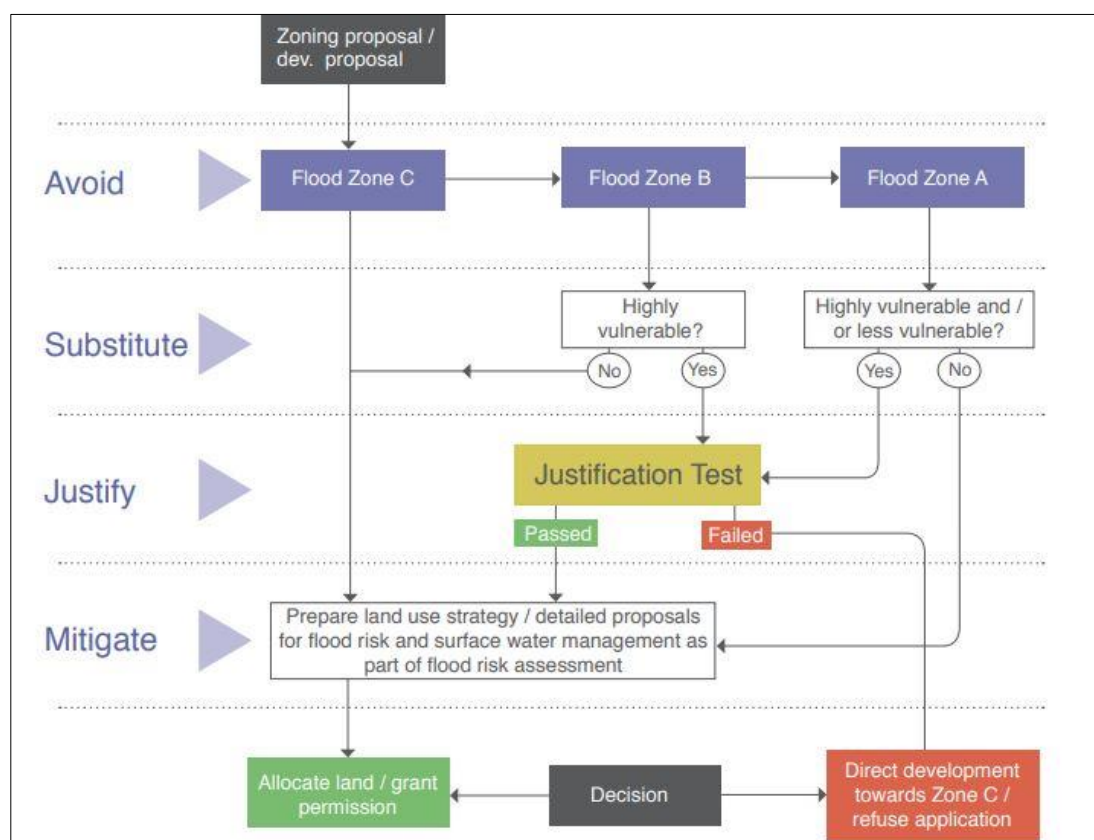 Zoning proposal /
dev. proposal
Avoid
Flood Zone C
Flood Zone B
Flood Zone A
Substitute
Highly
vulnerable?
Highly vulnerable and /
or less vulnerable?
No
Yes
Yes
No
Justify
Justification Test
Passed
Failed
Mitigate
Prepare land use strategy / detailed proposals
for flood risk and surface water management as
part of flood risk assessment
Allocate land / grant
permission
Decision
Direct development
towards Zone C /
refuse application